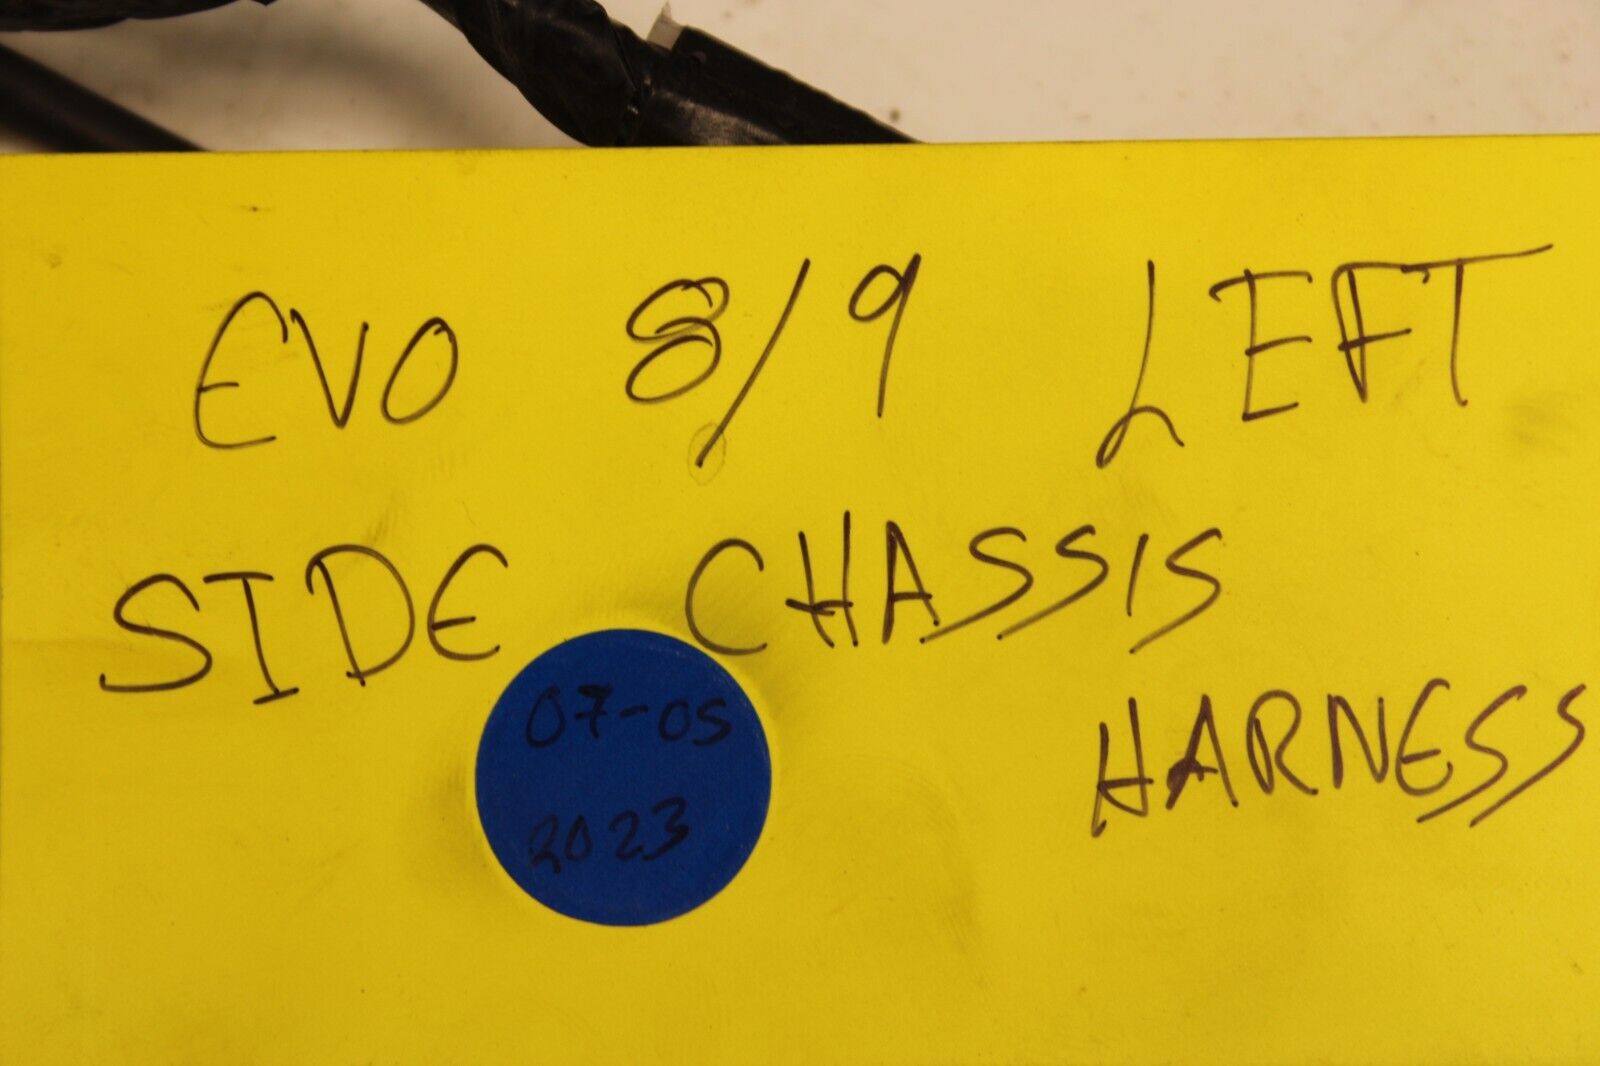 EVO 8/9 LEFT
SIDE CHASSIS
HARNESS
07-05
2023